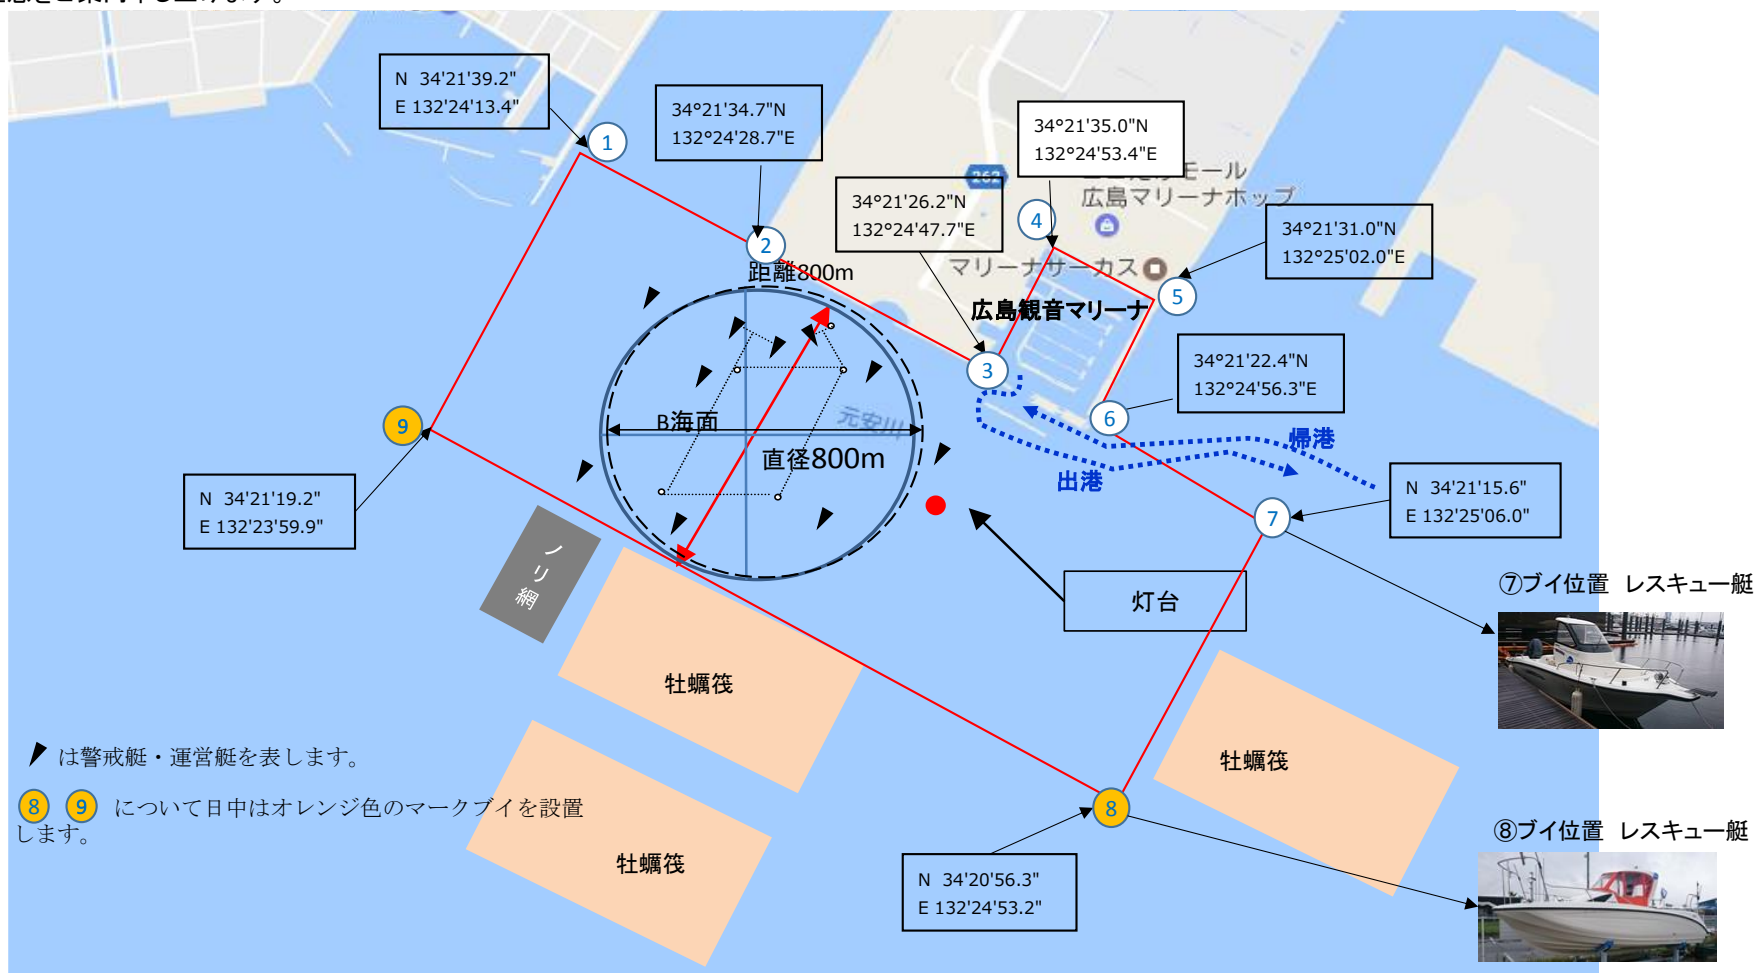 N 34'21'39.2"
E 132'24'13.4"
34°21'34.7"N
132°24'28.7"E
34°21'35.0"N
132°24'53.4"E
34°21'26.2"N
132°24'47.7"E
34°21'31.0"N
132°25'02.0"E
262
モール
広島マリーナホップ
マリーナサーカス
広島観音マリーナ
1
2
3
4
5
6
7
8
9
距離800m
B海面
元安川
直径800m
34°21'22.4"N
132°24'56.3"E
帰港
出港
N 34'21'19.2"
E 132'23'59.9"
N 34'21'15.6"
E 132'25'06.0"
ノリ網
灯台
⑦ブイ位置 レスキュー艇
牡蠣筏
牡蠣筏
牡蠣筏
は警戒艇・運営艇を表します。
8 9 について日中はオレンジ色のマークブイを設置
します。
N 34'20'56.3"
E 132'24'53.2"
⑧ブイ位置 レスキュー艇